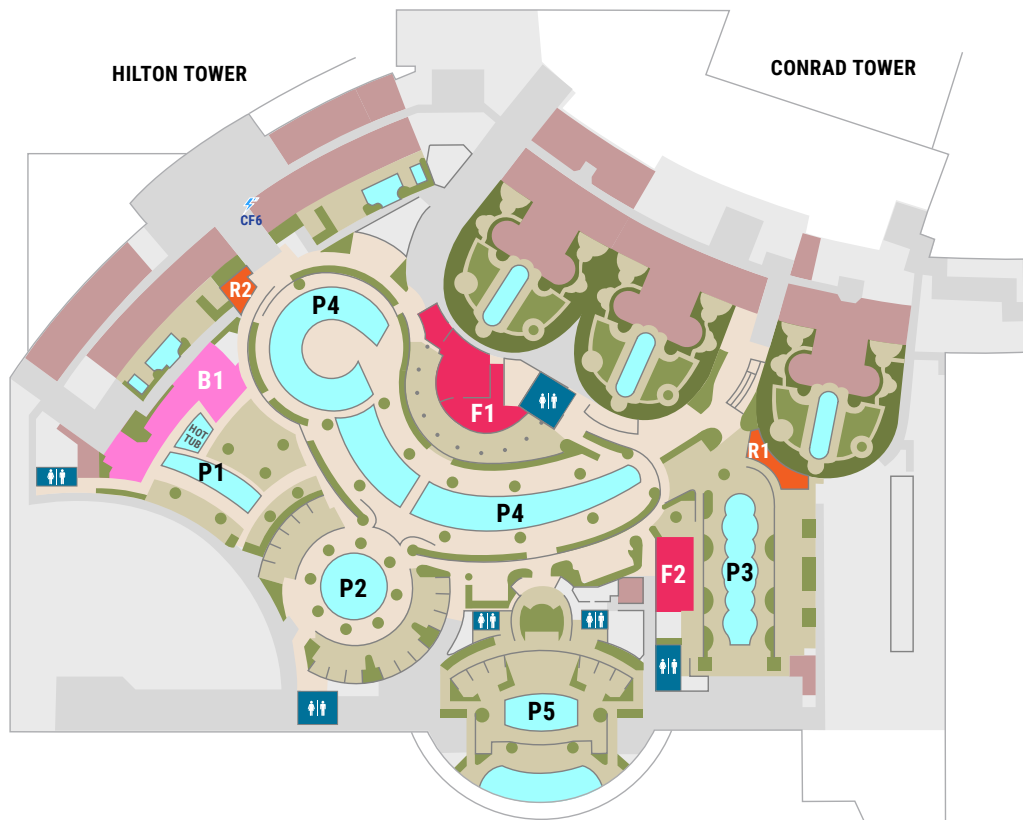 HILTON TOWER
CONRAD TOWER
CF6
R2
P4
B1
F1
HOT
TUB
P1
R1
P4
P2
F2
P3
P5